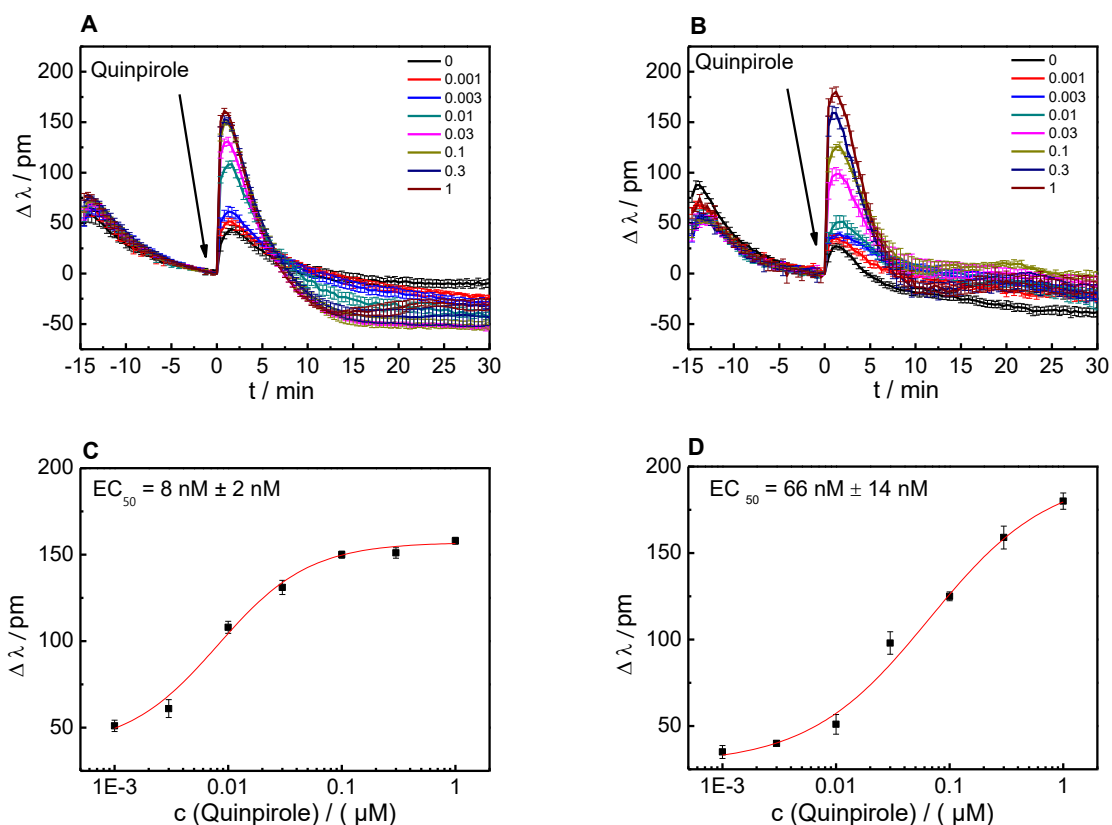 A
Quinpirole
0
0.001
0.003
0.01
0.03
0.1
0.3
1
200
150
100
50
0
-50
Δ λ / pm
-15 -10 -5 0 5 10 15 20 25 30
t / min
B
Quinpirole
0
0.001
0.003
0.01
0.03
0.1
0.3
1
200
150
100
50
0
-50
Δ λ / pm
-15 -10 -5 0 5 10 15 20 25 30
t / min
C
EC50 = 8 nM ± 2 nM
200
150
100
50
Δ λ / pm
1E-3 0.01 0.1 1
c (Quinpirole) / ( µM)
D
EC 50 = 66 nM ± 14 nM
200
150
100
50
Δ λ / pm
1E-3 0.01 0.1 1
c (Quinpirole) / ( µM)